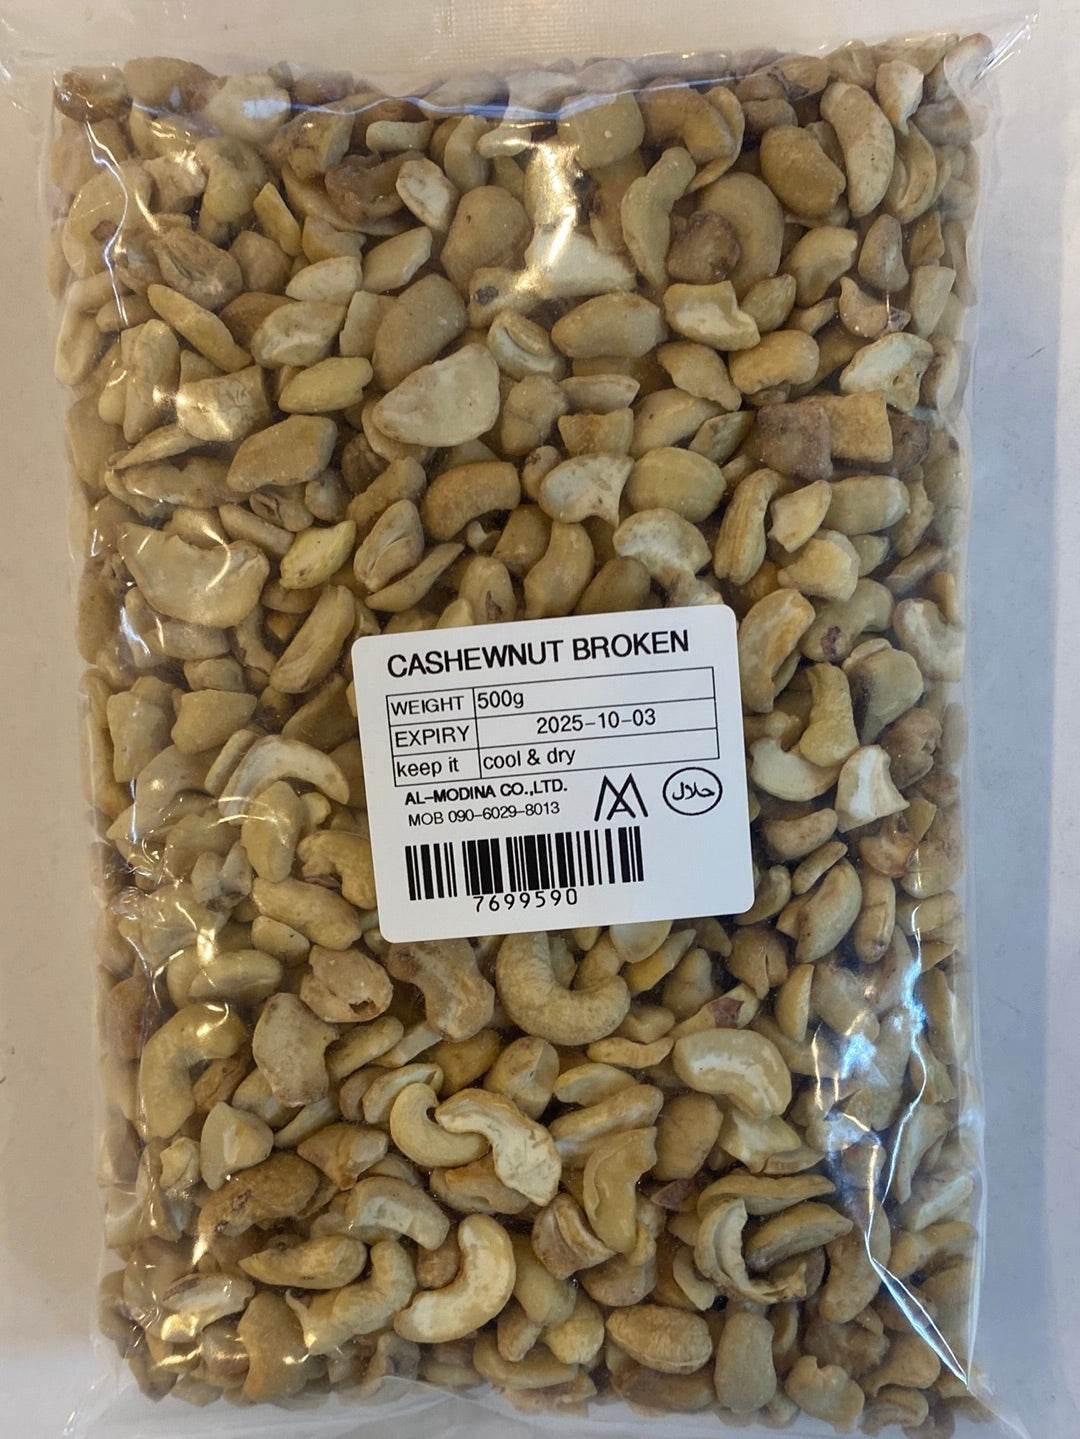 CASHEWNUT BROKEN
WEIGHT 500g
EXPIRY 2025-10-03
keep it cool & dry
AL-MODINA CO.,LTD.
MOB 090-6029-8013
MA
حلال
7699590